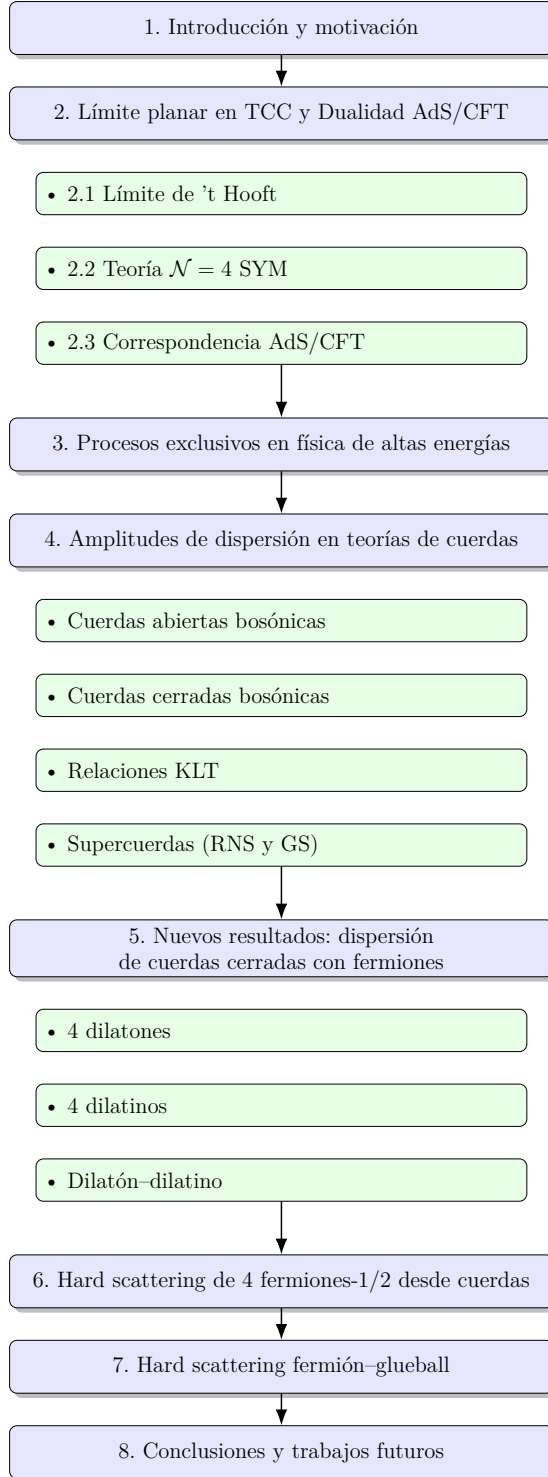 1. Introducción y motivación
2. Límite planar en TCC y Dualidad AdS/CFT
• 2.1 Límite de 't Hooft
• 2.2 Teoría 𝒩 = 4 SYM
• 2.3 Correspondencia AdS/CFT
3. Procesos exclusivos en física de altas energías
4. Amplitudes de dispersión en teorías de cuerdas
• Cuerdas abiertas bosónicas
• Cuerdas cerradas bosónicas
• Relaciones KLT
• Supercuerdas (RNS y GS)
5. Nuevos resultados: dispersión
de cuerdas cerradas con fermiones
• 4 dilatones
• 4 dilatinos
• Dilatón–dilatino
6. Hard scattering de 4 fermiones-1/2 desde cuerdas
7. Hard scattering fermión–glueball
8. Conclusiones y trabajos futuros